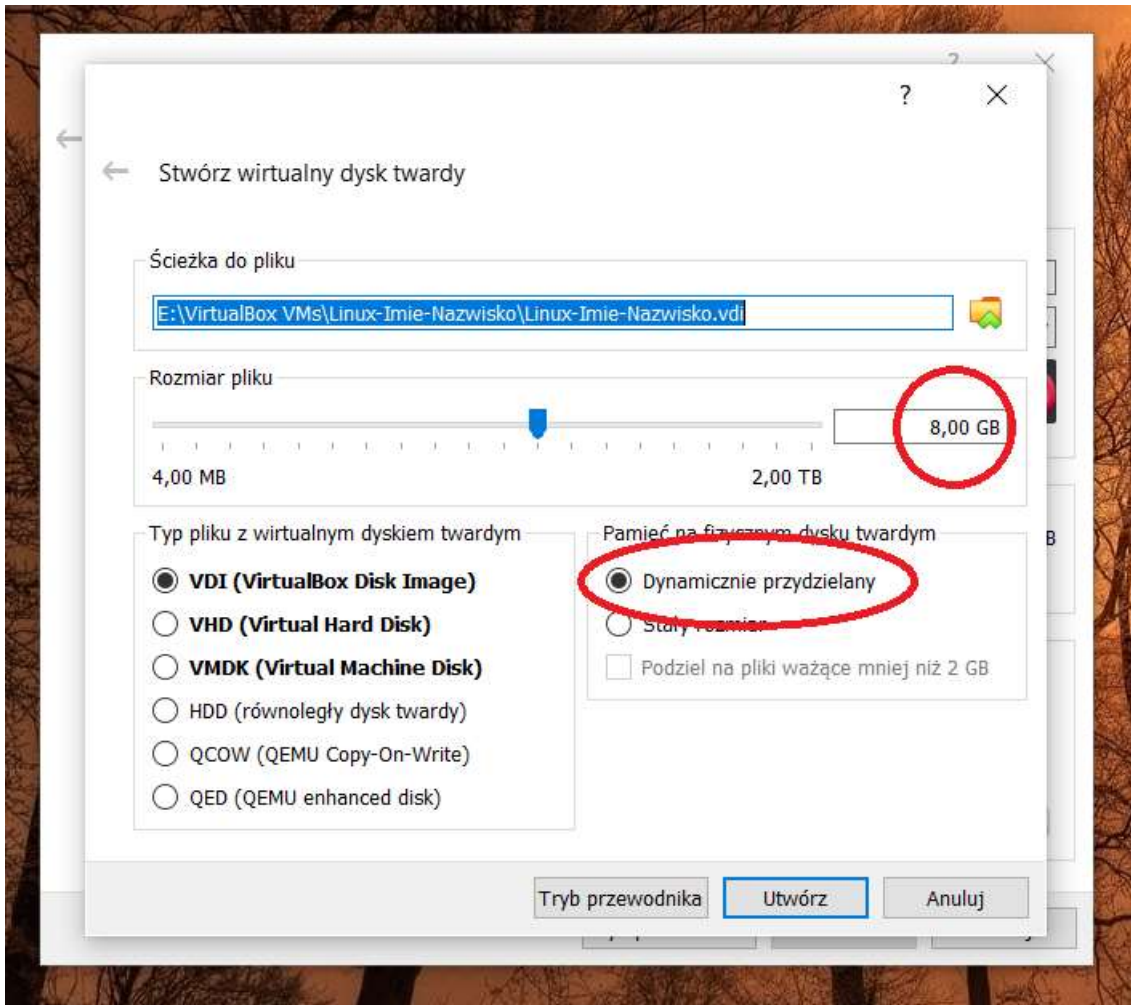 ?
?
Stwórz wirtualny dysk twardy
Ścieżka do pliku
E:\VirtualBox VMs\Linux-Imie-Nazwisko\Linux-Imie-Nazwisko.vdi
Rozmiar pliku
8,00 GB
4,00 MB 2,00 TB
Typ pliku z wirtualnym dyskiem twardym
VDI (VirtualBox Disk Image)
VHD (Virtual Hard Disk)
VMDK (Virtual Machine Disk)
HDD (równoległy dysk twardy)
QCOW (QEMU Copy-On-Write)
QED (QEMU enhanced disk)
Pamięć na fizycznym dysku twardym
B
Dynamicznie przydzielany
Stały rozmiar
Podziel na pliki ważące mniej niż 2 GB
Tryb przewodnika Utwórz Anuluj